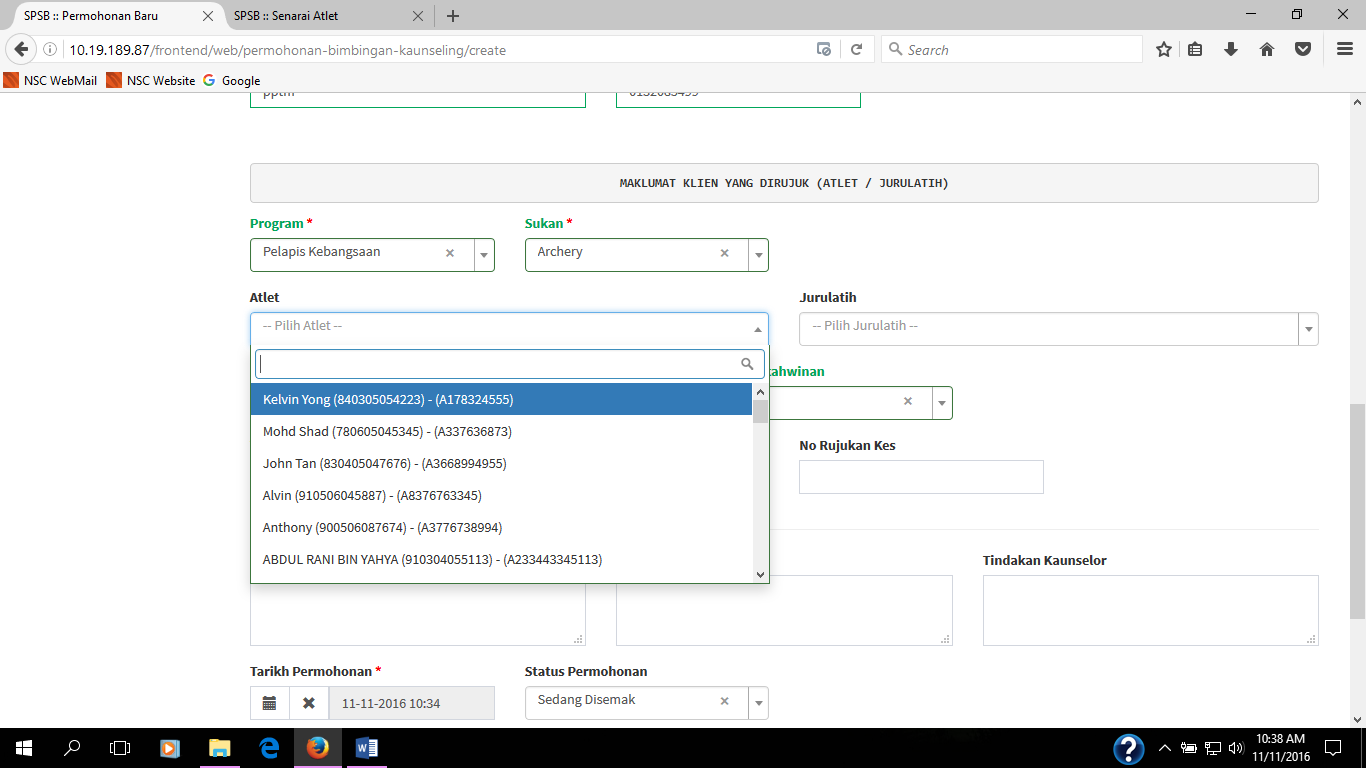 SPSB :: Permohonan Baru
SPSB :: Senarai Atlet
10.19.189.87/frontend/web/permohonan-bimbingan-kaunseling/create
Search
NSC WebMail
NSC Website
Google
MAKLUMAT KLIEN YANG DIRUJUK (ATLET / JURULATIH)
Program *
Sukan *
Pelapis Kebangsaan
Archery
Atlet
Jurulatih
-- Pilih Atlet --
-- Pilih Jurulatih --
ahwinan
Kelvin Yong (840305054223) - (A178324555)
Mohd Shad (780605045345) - (A337636873)
No Rujukan Kes
John Tan (830405047676) - (A3668994955)
Alvin (910506045887) - (A8376763345)
Anthony (900506087674) - (A3776738994)
ABDUL RANI BIN YAHYA (910304055113) - (A233443345113)
Tindakan Kaunselor
Tarikh Permohonan *
Status Permohonan
11-11-2016 10:34
Sedang Disemak
10:38 AM
11/11/2016